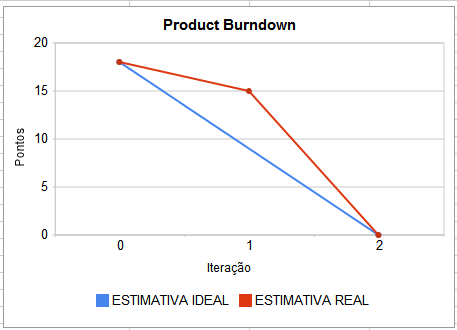 Product Burndown
20
15
10
5
0
Pontos
0 1 2
Iteração
ESTIMATIVA IDEAL ESTIMATIVA REAL